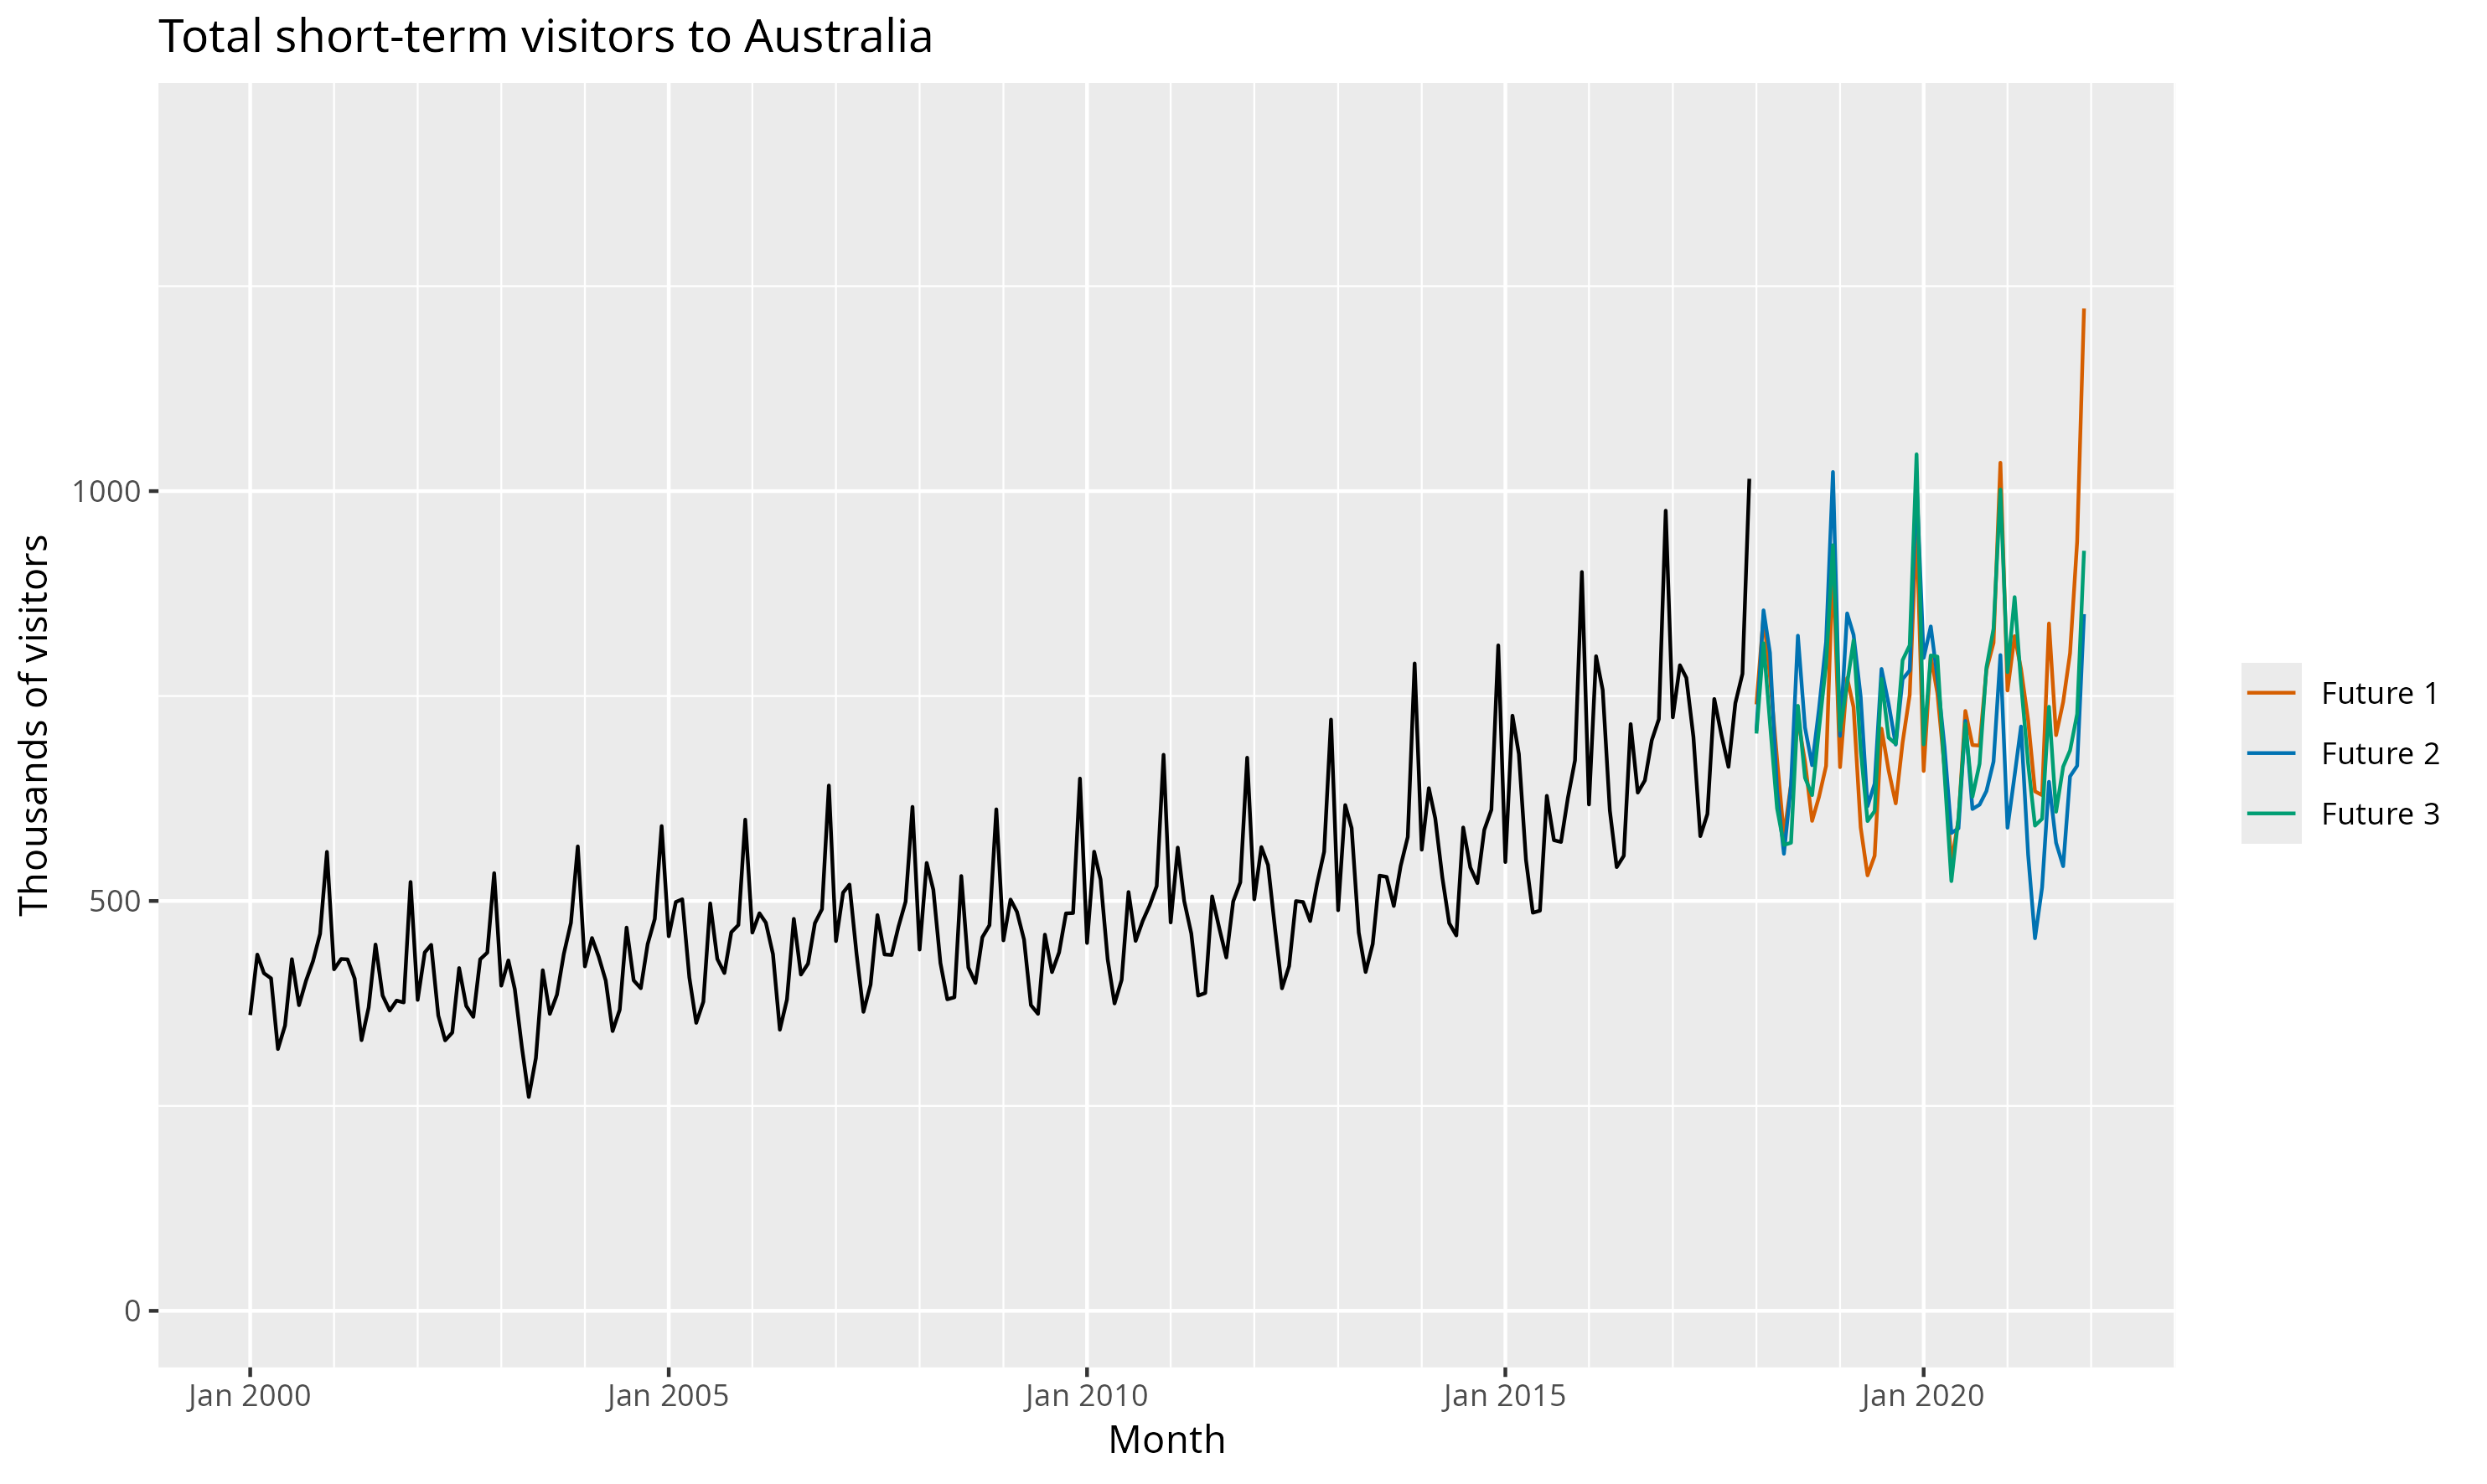 Total short-term visitors to Australia
Thousands of visitors
1000
500
0
Jan 2000
Jan 2005
Jan 2010
Jan 2015
Jan 2020
Month
Future 1
Future 2
Future 3